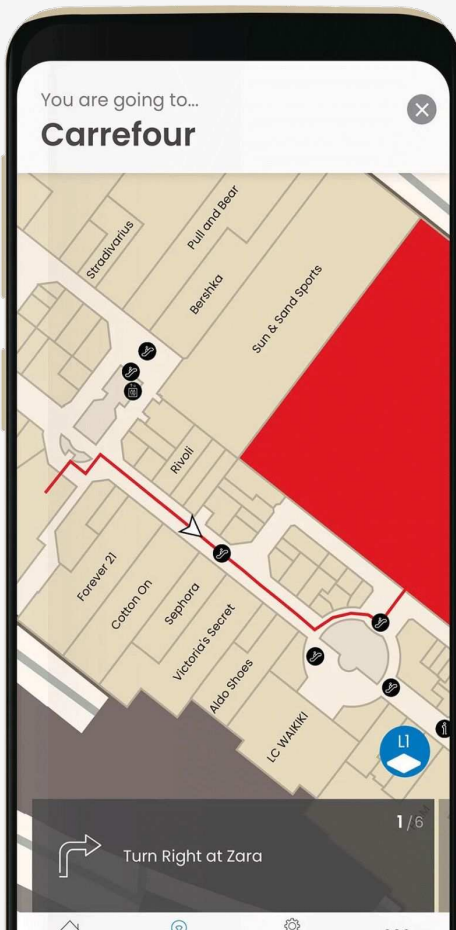 You are going to...
Carrefour
Stradivarius
Pull and Bear
Bershka
Sun & Sand Sports
Rivoli
Forever 21
Cotton On
Sephora
Victoria's Secret
Aldo Shoes
LC WAIKIKI
L1
1/6
Turn Right at Zara